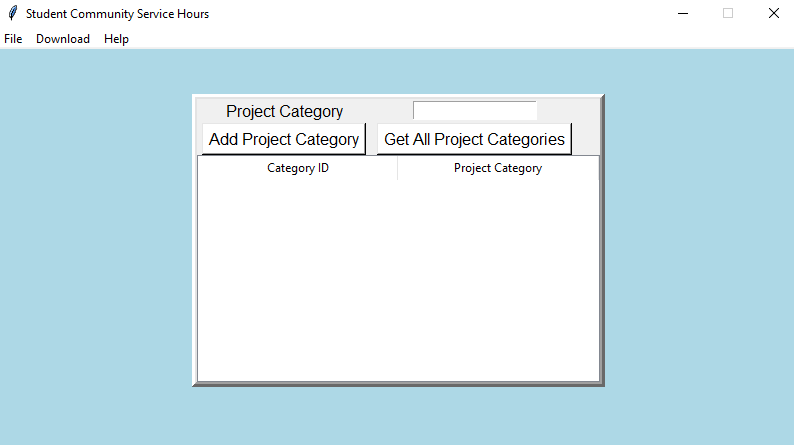 Student Community Service Hours
File Download Help
Project Category
Add Project Category Get All Project Categories
Category ID Project Category